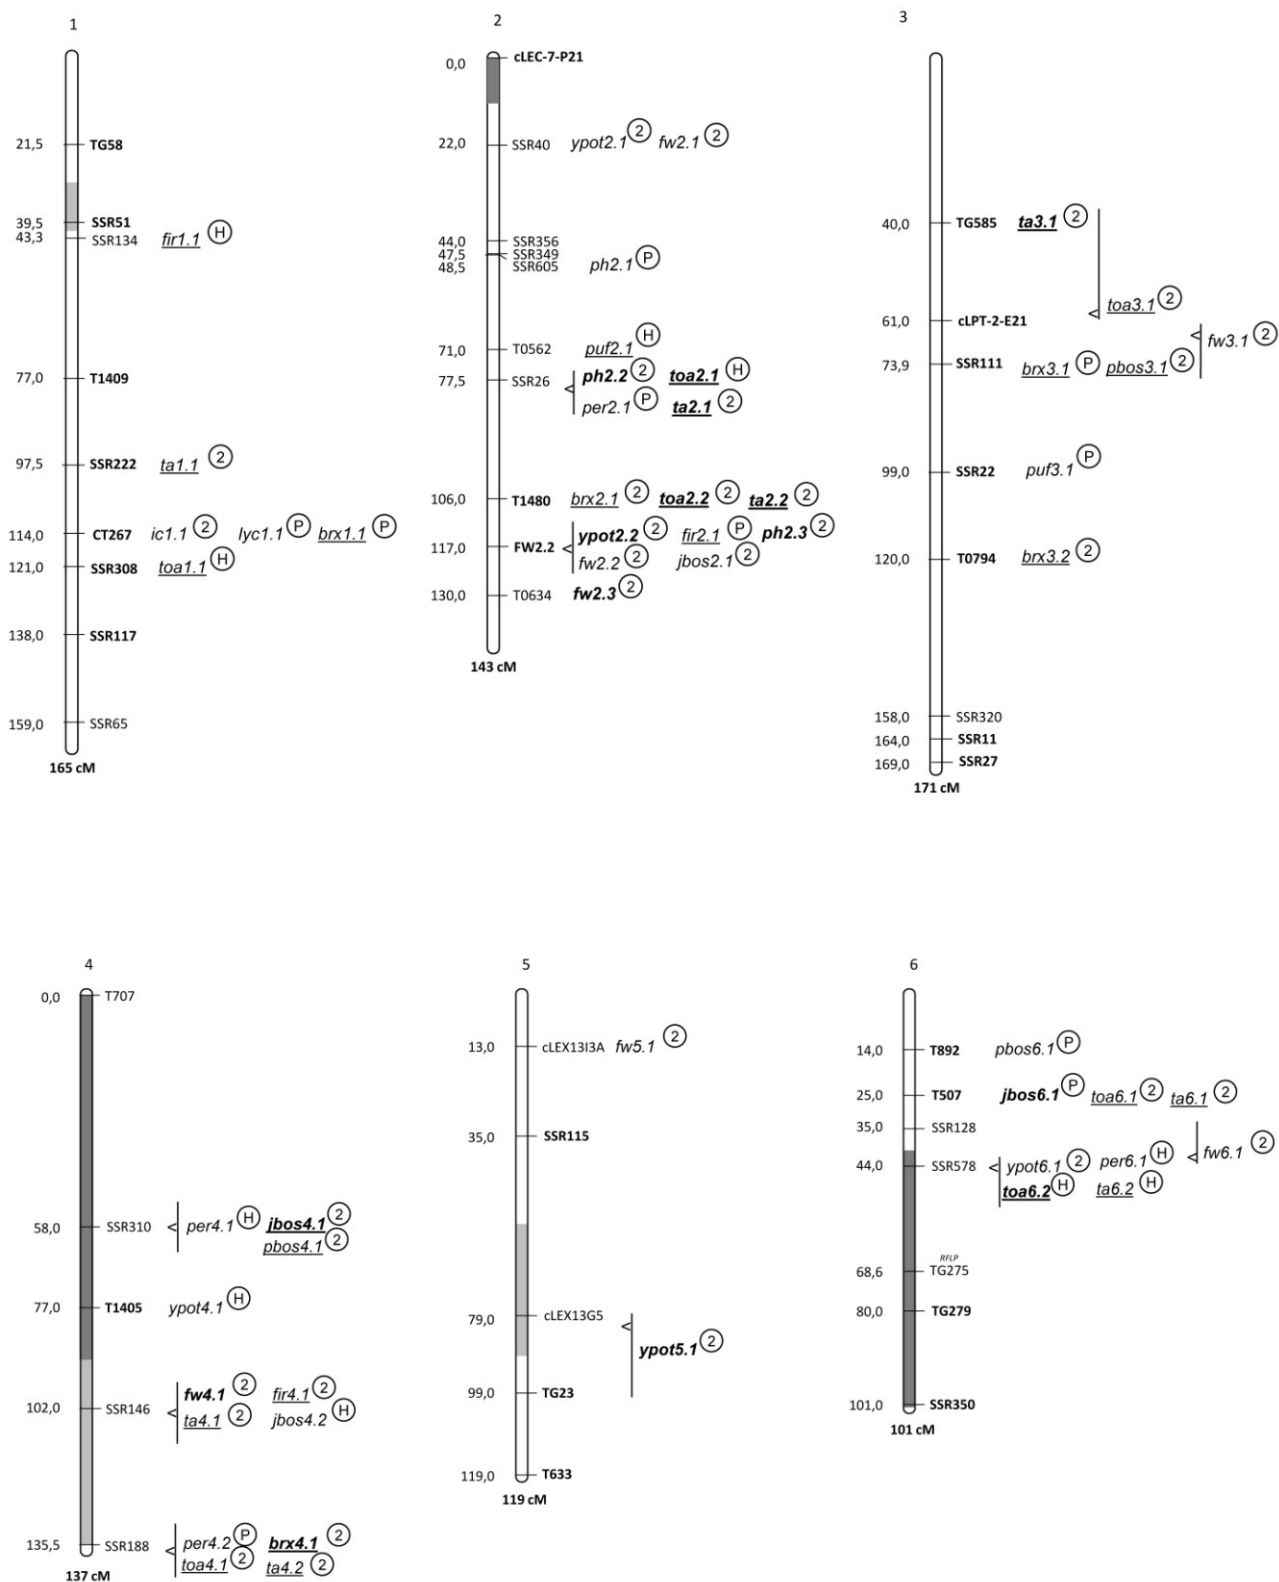 1
21,5 TG58
39,5 SSR51
43,3 SSR134 fir1.1 H
77,0 T1409
97,5 SSR222 ta1.1 2
114,0 CT267 ic1.1 2 lyc1.1 P brx1.1 P
121,0 SSR308 toa1.1 H
138,0 SSR117
159,0 SSR65
165 cM
2
0,0 cLEC-7-P21
22,0 SSR40 ypot2.1 2 fw2.1 2
44,0 SSR356
47,5 SSR349
48,5 SSR605 ph2.1 P
71,0 T0562 puf2.1 H
77,5 SSR26 ph2.2 2 toa2.1 H
per2.1 P ta2.1 2
106,0 T1480 brx2.1 2 toa2.2 2 ta2.2 2
ypot2.2 2 fir2.1 P ph2.3 2
117,0 FW2.2
fw2.2 2 jbos2.1 2
130,0 T0634 fw2.3 2
143 cM
3
40,0 TG585 ta3.1 2
toa3.1 2
61,0 cLPT-2-E21
fw3.1 2
73,9 SSR111 brx3.1 P pbos3.1 2
99,0 SSR22 puf3.1 P
120,0 T0794 brx3.2 2
158,0 SSR320
164,0 SSR11
169,0 SSR27
171 cM
4
0,0 T707
58,0 SSR310 per4.1 H jbos4.1 2
pbos4.1 2
77,0 T1405 ypot4.1 H
fw4.1 2 fir4.1 2
102,0 SSR146
ta4.1 2 jbos4.2 H
135,5 SSR188 per4.2 P brx4.1 2
toa4.1 2 ta4.2 2
137 cM
5
13,0 cLEX13I3A fw5.1 2
35,0 SSR115
79,0 cLEX13G5
ypot5.1 2
99,0 TG23
119,0 T633
119 cM
6
14,0 T892 pbos6.1 P
25,0 T507 jbos6.1 P toa6.1 2 ta6.1 2
35,0 SSR128
fw6.1 2
44,0 SSR578 ypot6.1 2 per6.1 H
toa6.2 H ta6.2 H
RFLP
68,6 TG275
80,0 TG279
101,0 SSR350
101 cM